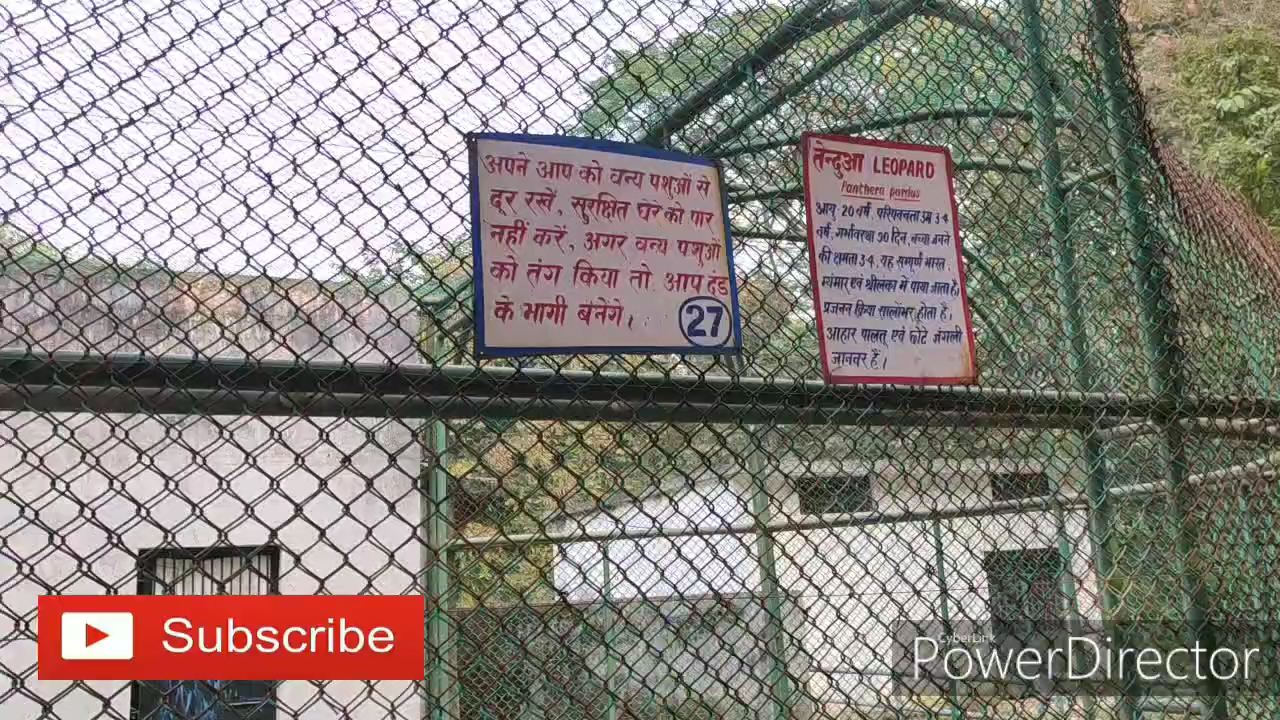 अपने आप को वन्य पशुओं से
दूर रखें, सुरक्षित घेरे को पार
नहीं करें, अगर वन्य पशुओं
को तंग किया तो आप दंड
के भागी बनेंगे।
27
तेन्दुआ LEOPARD
Panthera pardus
आयु-20 वर्ष, परिपक्वता उम्र 3-4
वर्ष, गर्भावस्था 90 दिन, बच्चा जनने
की क्षमता 3-4, यह सम्पूर्ण भारत,
म्यंमार एवं श्रीलंका में पाया जाता है।
प्रजनन क्रिया सालोंभर होता है,
आहार पालतू एवं छोटे जंगली
जानवर हैं।
Subscribe
CyberLink
PowerDirector